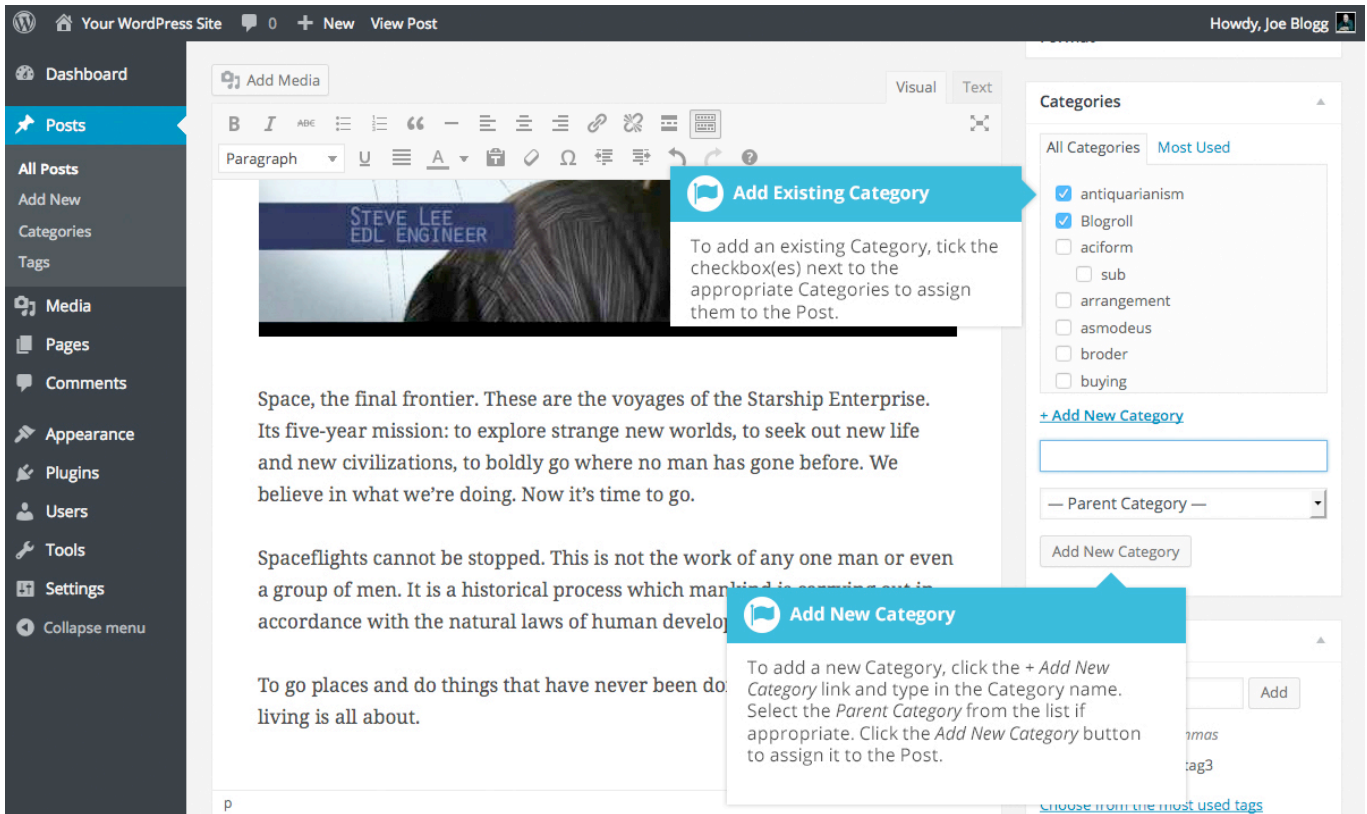 Your WordPress Site 0 + New View Post Howdy, Joe Blogg
Dashboard
Posts
All Posts
Add New
Categories
Tags
Media
Pages
Comments
Appearance
Plugins
Users
Tools
Settings
Collapse menu
Add Media
Visual Text
B I ABC
Paragraph U A Ω ?
STEVE LEE
EDL ENGINEER
Space, the final frontier. These are the voyages of the Starship Enterprise.
Its five-year mission: to explore strange new worlds, to seek out new life
and new civilizations, to boldly go where no man has gone before. We
believe in what we’re doing. Now it’s time to go.
Spaceflights cannot be stopped. This is not the work of any one man or even
a group of men. It is a historical process which mankind is carrying out in
accordance with the natural laws of human
To go places and do things that have never been
living is all about.
p
Add Existing Category
To add an existing Category, tick the
checkbox(es) next to the
appropriate Categories to assign
them to the Post.
Format
Categories
All Categories Most Used
antiquarianism
Blogroll
aciform
sub
arrangement
asmodeus
broder
buying
+ Add New Category
— Parent Category —
Add New Category
Add New Category
To add a new Category, click the + Add New
Category link and type in the Category name.
Select the Parent Category from the list if
appropriate. Click the Add New Category button
to assign it to the Post.
Add
Choose from the most used tags